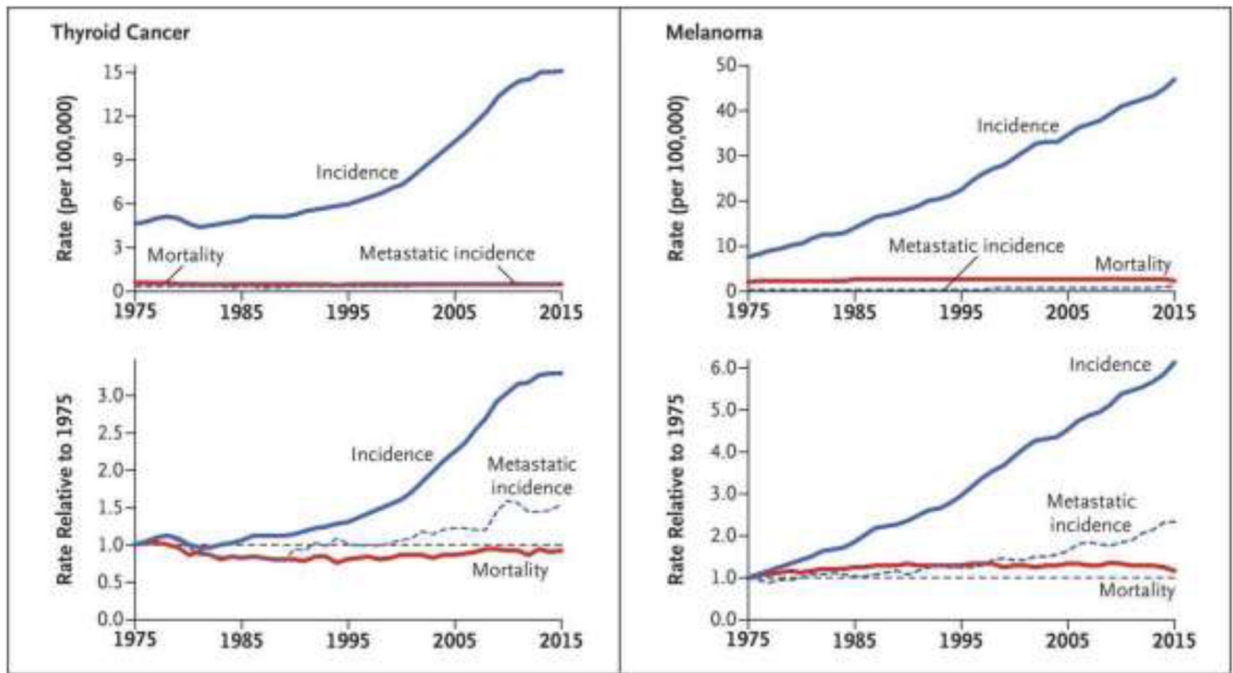 Thyroid Cancer
Rate (per 100,000)
15
12
9
6
3
0
Incidence
Mortality
Metastatic incidence
1975 1985 1995 2005 2015
Rate Relative to 1975
3.0
2.5
2.0
1.5
1.0
0.5
0.0
Incidence
Metastatic
incidence
Mortality
1975 1985 1995 2005 2015
Melanoma
Rate (per 100,000)
50
40
30
20
10
0
Incidence
Metastatic incidence
Mortality
1975 1985 1995 2005 2015
Rate Relative to 1975
6.0
5.0
4.0
3.0
2.0
1.0
0.0
Incidence
Metastatic
incidence
Mortality
1975 1985 1995 2005 2015